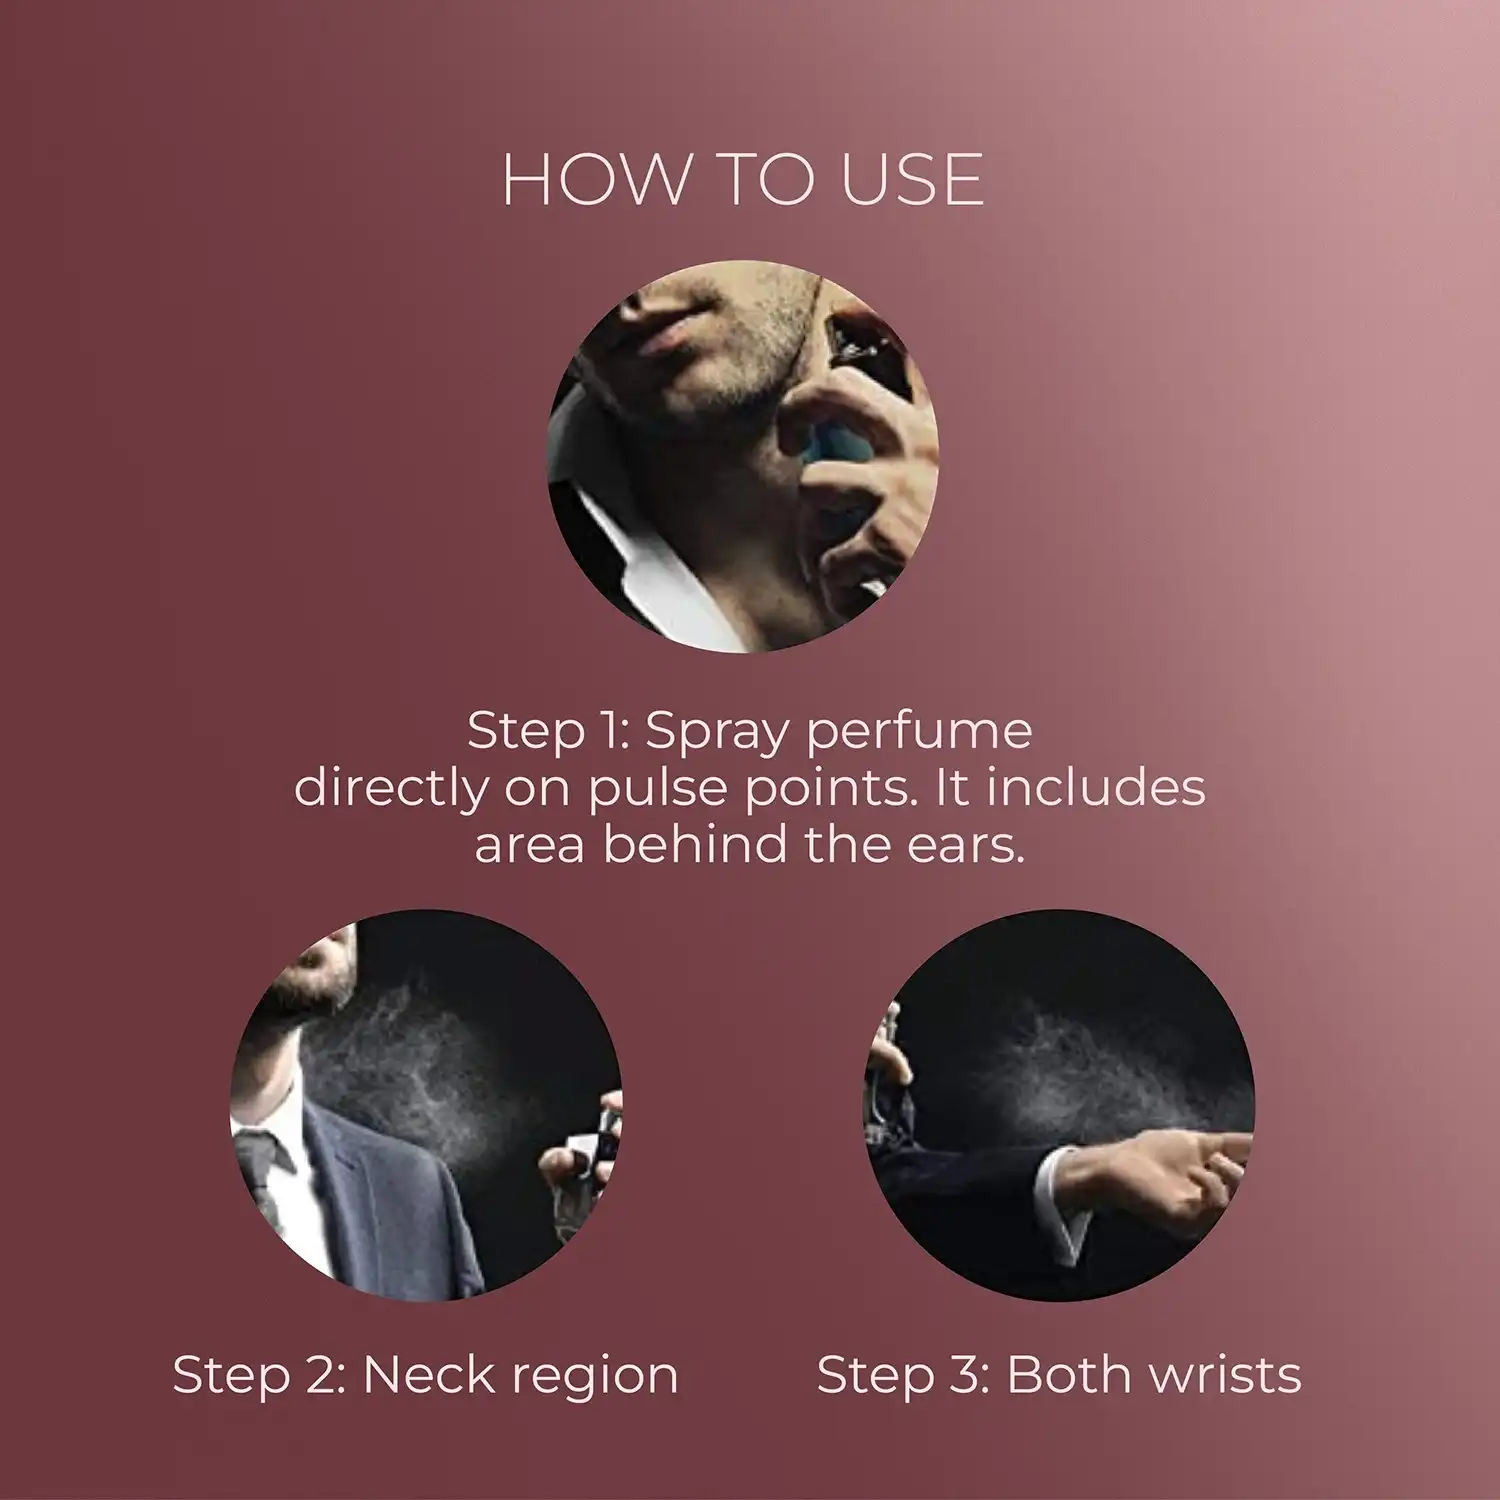 HOW TO USE
Step 1: Spray perfume
directly on pulse points. It includes
area behind the ears.
Step 2: Neck region
Step 3: Both wrists